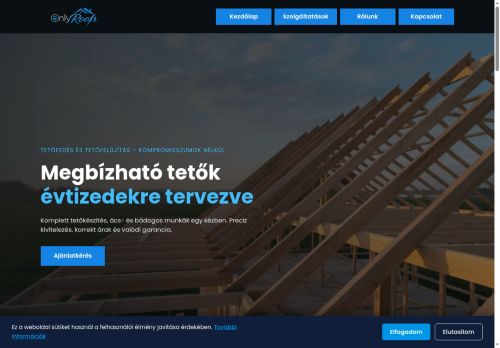 OnlyRoofs
Kezdőlap
Szolgáltatások
Rólunk
Kapcsolat
TETŐFEDÉS ÉS TETŐFELÚJÍTÁS – KOMPROMISSZUMOK NÉLKÜL
Megbízható tetők
évtizedekre tervezve
Komplett tetőkészítés, ács- és bádogos munkák egy kézben. Precíz
kivitelezés, korrekt árak és valódi garancia.
Ajánlatkérés
Ez a weboldal sütiket használ a felhasználói élmény javítása érdekében. További
információk
Elfogadom
Elutasítom